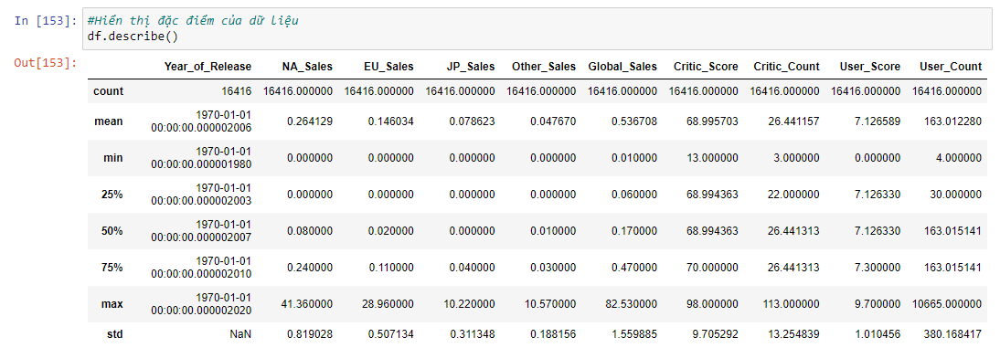 In [153]: #Hiển thị đặc điểm của dữ liệu
df.describe()
Out[153]:
Year_of_Release NA_Sales EU_Sales JP_Sales Other_Sales Global_Sales Critic_Score Critic_Count User_Score User_Count
count 16416 16416.000000 16416.000000 16416.000000 16416.000000 16416.000000 16416.000000 16416.000000 16416.000000 16416.000000
mean 1970-01-01 00:00:00.000002006 0.264129 0.146034 0.078623 0.047670 0.536708 68.995703 26.441157 7.126589 163.012280
min 1970-01-01 00:00:00.000001980 0.000000 0.000000 0.000000 0.000000 0.010000 13.000000 3.000000 0.000000 4.000000
25% 1970-01-01 00:00:00.000002003 0.000000 0.000000 0.000000 0.000000 0.060000 68.994363 22.000000 7.126330 30.000000
50% 1970-01-01 00:00:00.000002007 0.080000 0.020000 0.000000 0.010000 0.170000 68.994363 26.441313 7.126330 163.015141
75% 1970-01-01 00:00:00.000002010 0.240000 0.110000 0.040000 0.030000 0.470000 70.000000 26.441313 7.300000 163.015141
max 1970-01-01 00:00:00.000002020 41.360000 28.960000 10.220000 10.570000 82.530000 98.000000 113.000000 9.700000 10665.000000
std NaN 0.819028 0.507134 0.311348 0.188156 1.559885 9.705292 13.254839 1.010456 380.168417